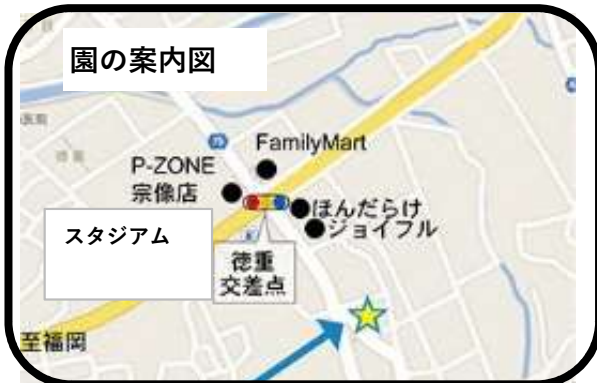 園の案内図
FamilyMart
P-ZONE
宗像店
ほんだらけ
ジョイフル
スタジアム
徳重
交差点
至福岡